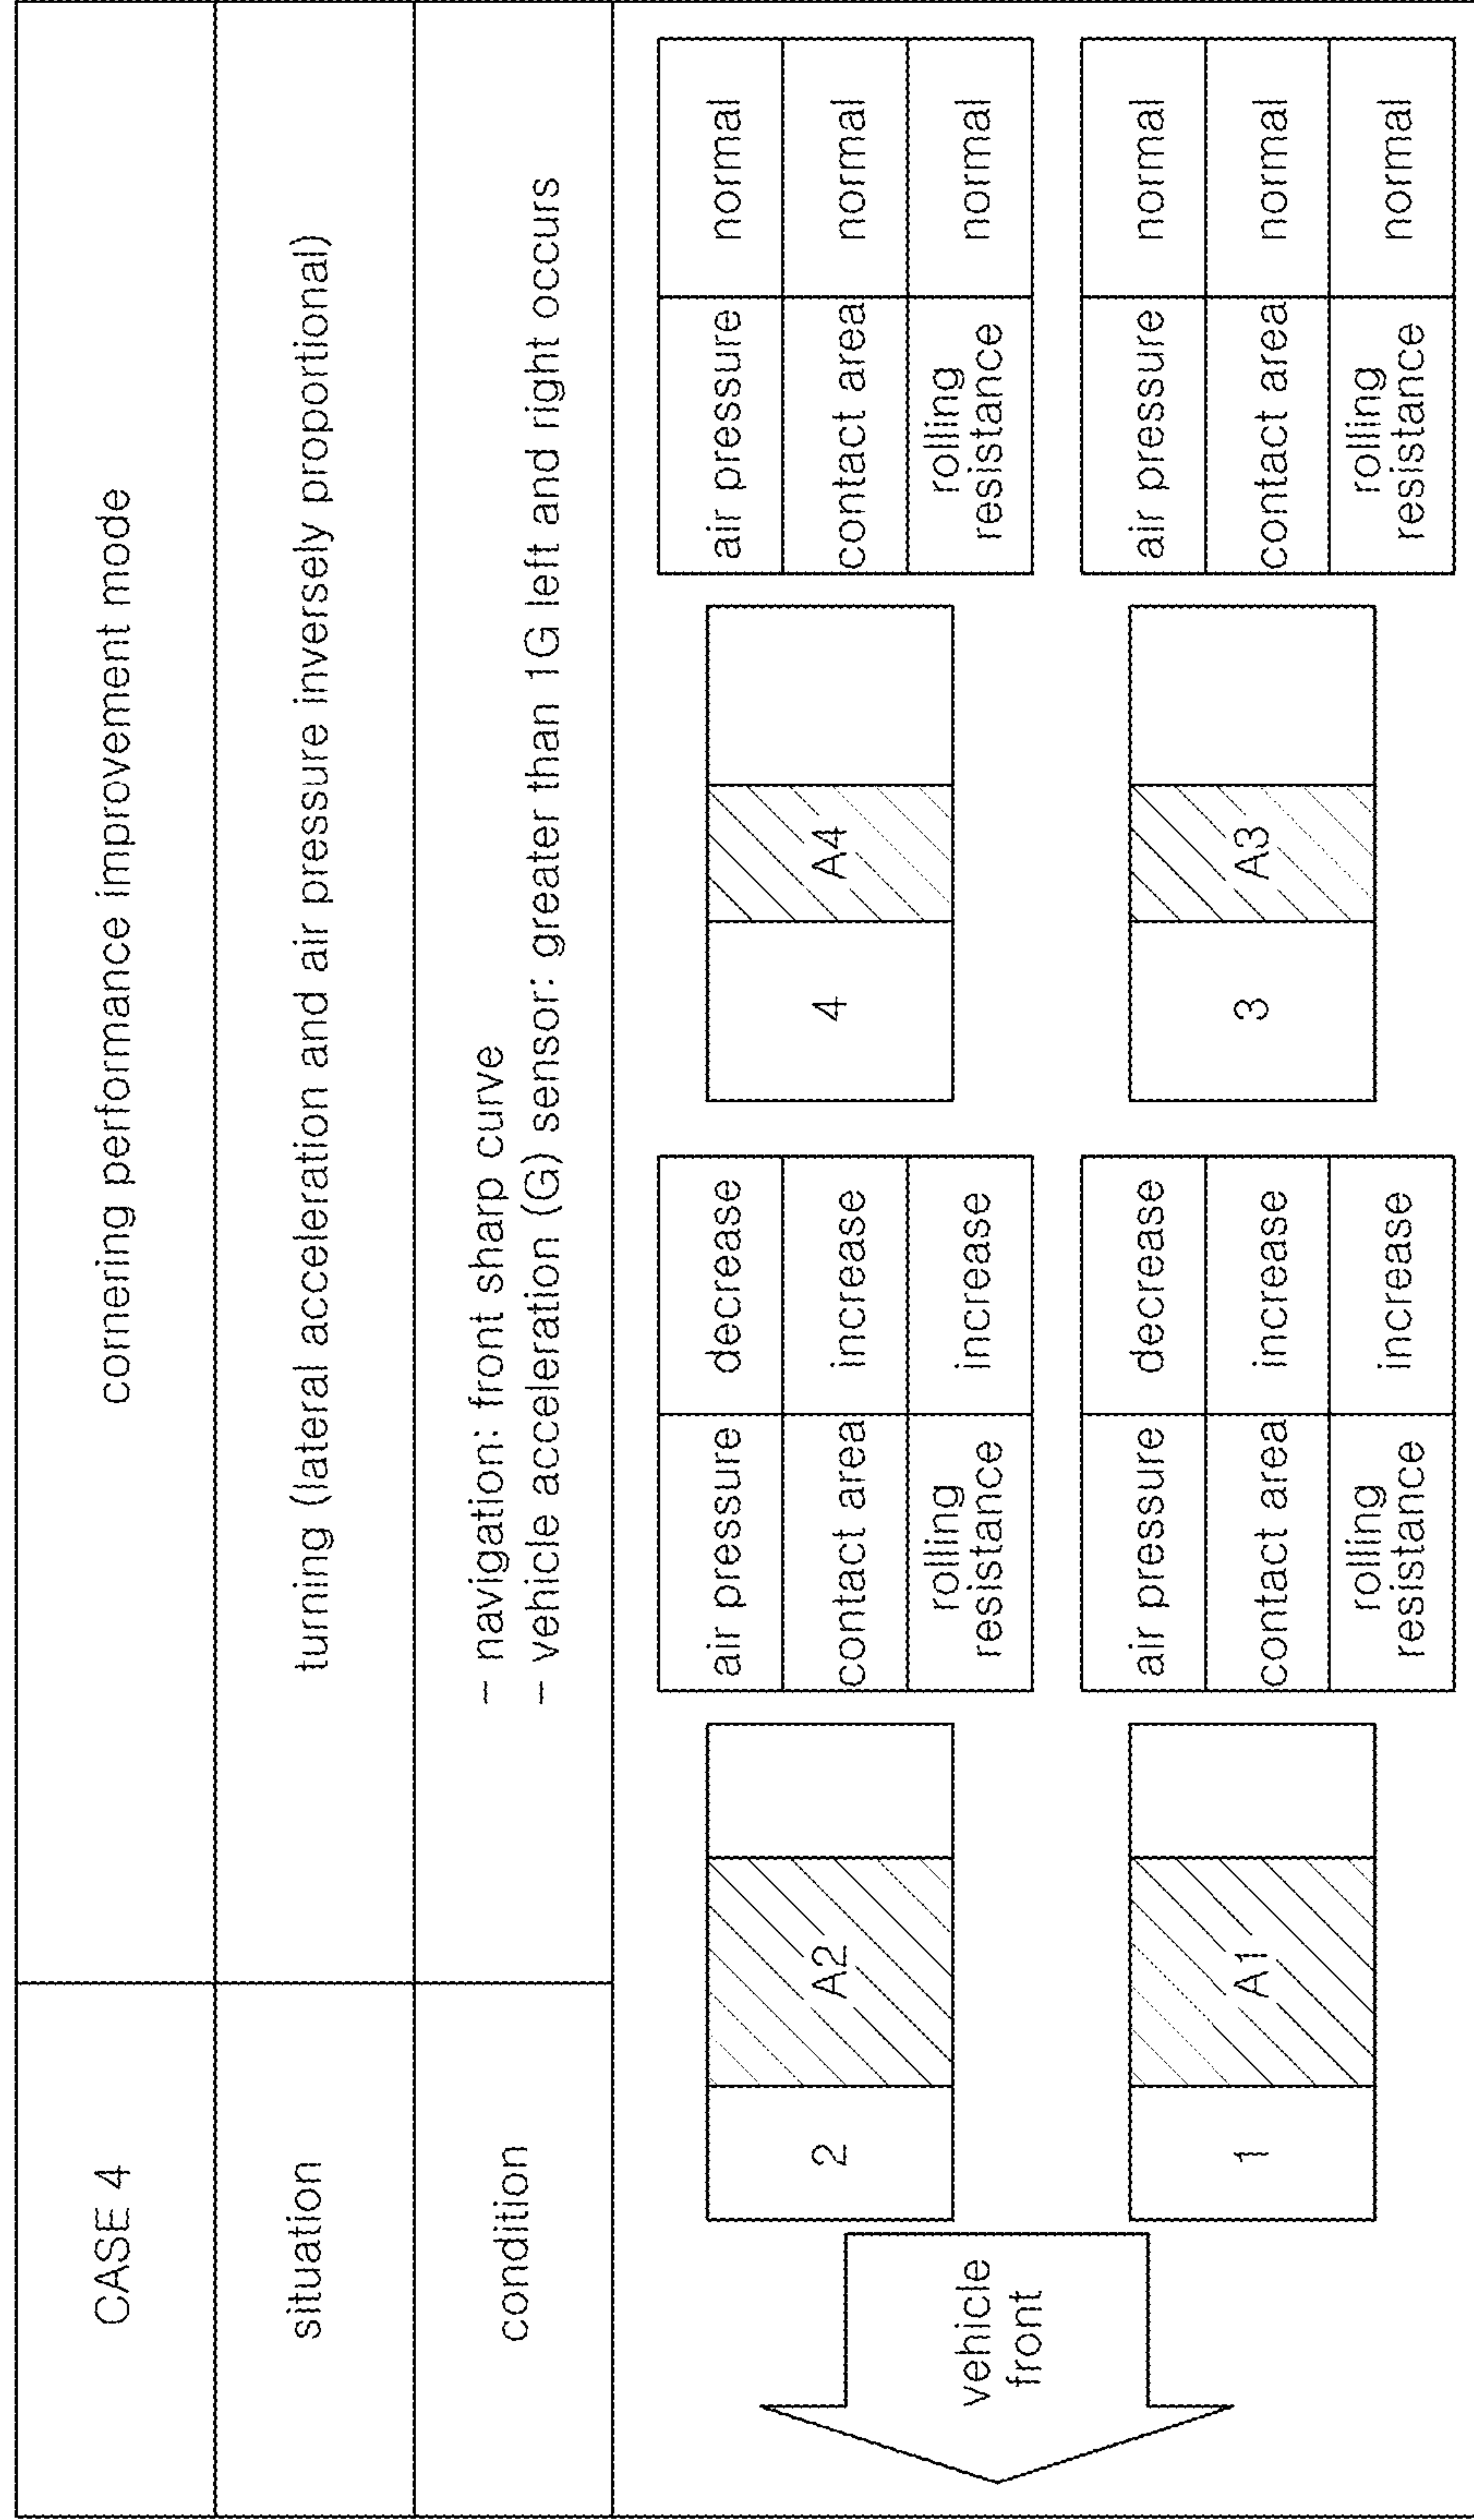 CASE 4
cornering performance improvement mode
situation
turning (lateral acceleration and air pressure inversely proportional)
condition
- navigation: front sharp curve
- vehicle acceleration (G) sensor: greater than 1G left and right occurs
vehicle
front
2
A2
air pressure
decrease
contact area
increase
rolling
resistance
increase
4
A4
air pressure
normal
contact area
normal
rolling
resistance
normal
1
A1
air pressure
decrease
contact area
increase
rolling
resistance
increase
3
A3
air pressure
normal
contact area
normal
rolling
resistance
normal